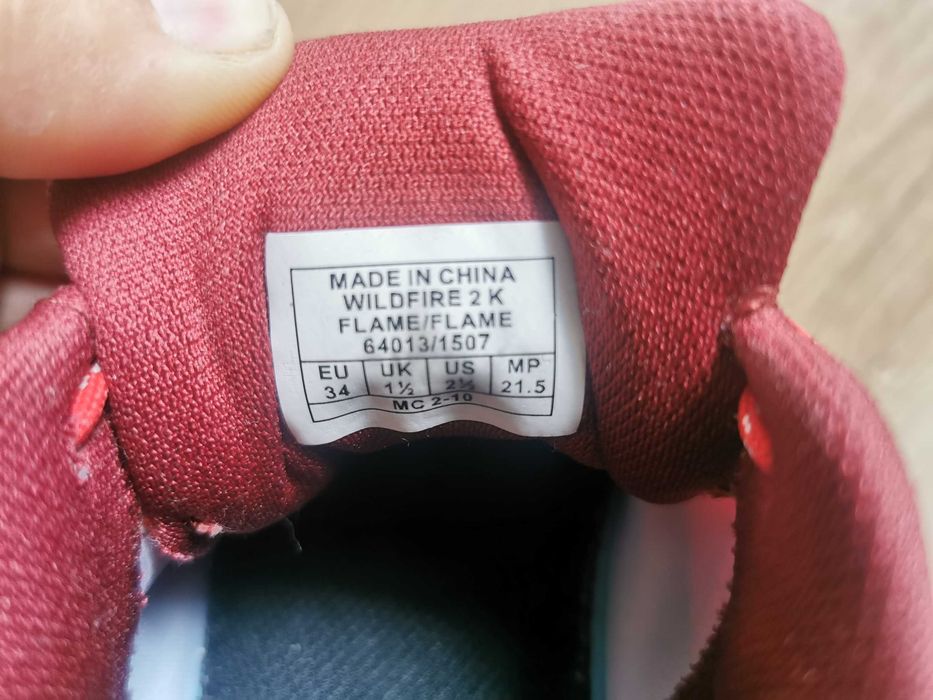 MADE IN CHINA
WILDFIRE 2 K
FLAME/FLAME
64013/1507
EU UK US MP
34 1½ 2½ 21.5
MC 2-10